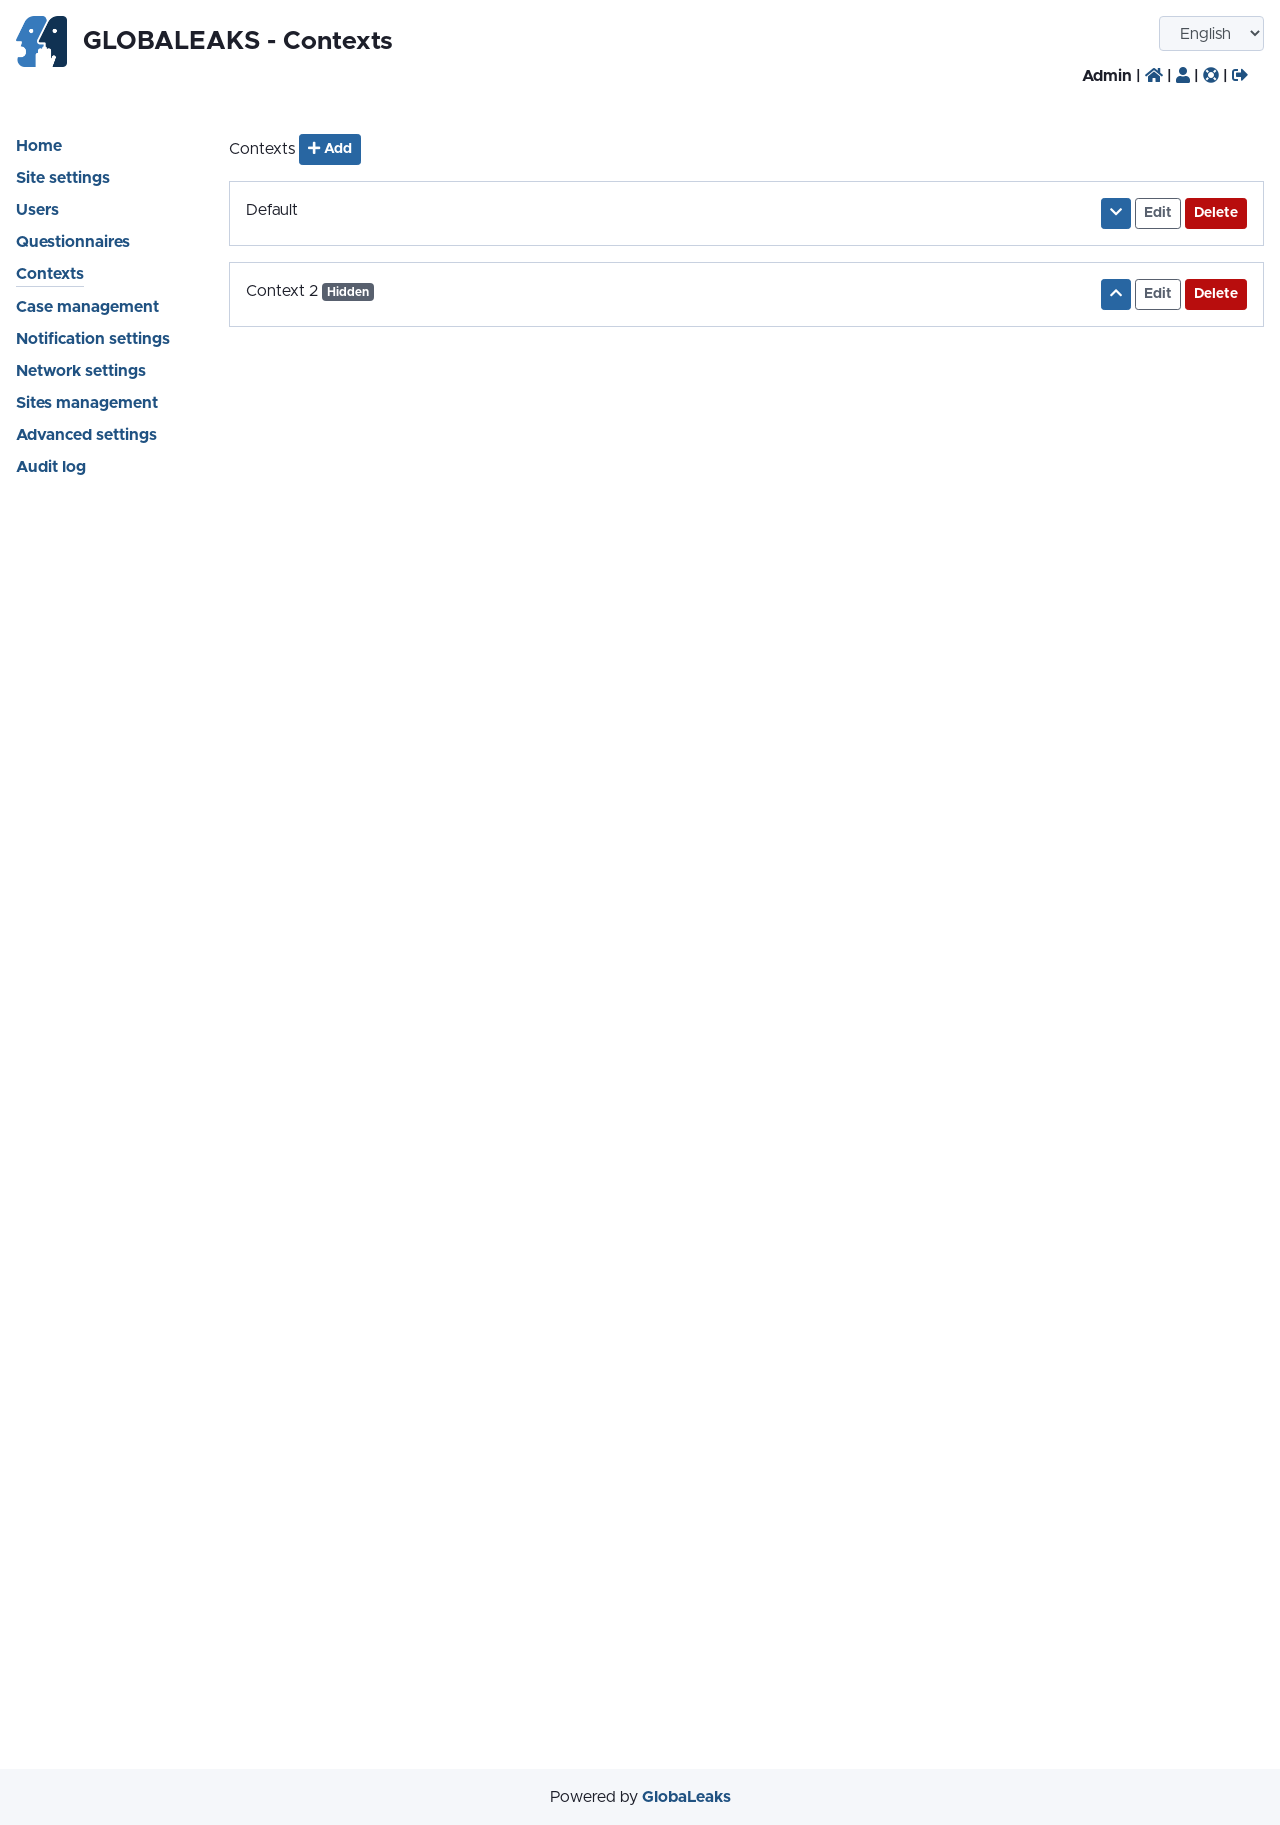 GLOBALEAKS - Contexts
English
Admin | | | |
Home
Site settings
Users
Questionnaires
Contexts
Case management
Notification settings
Network settings
Sites management
Advanced settings
Audit log
Contexts Add
Default Edit Delete
Context 2 Hidden Edit Delete
Powered by GlobaLeaks